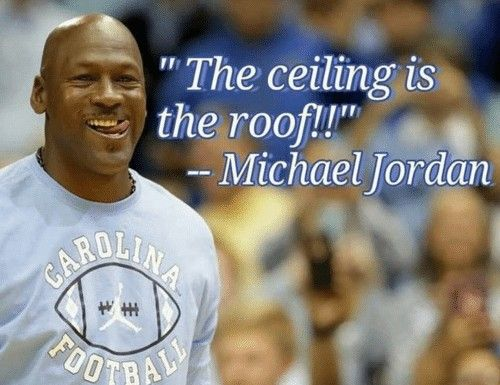 " The ceiling is
the roof!!"
-- Michael Jordan
CAROLINA
FOOTBALL